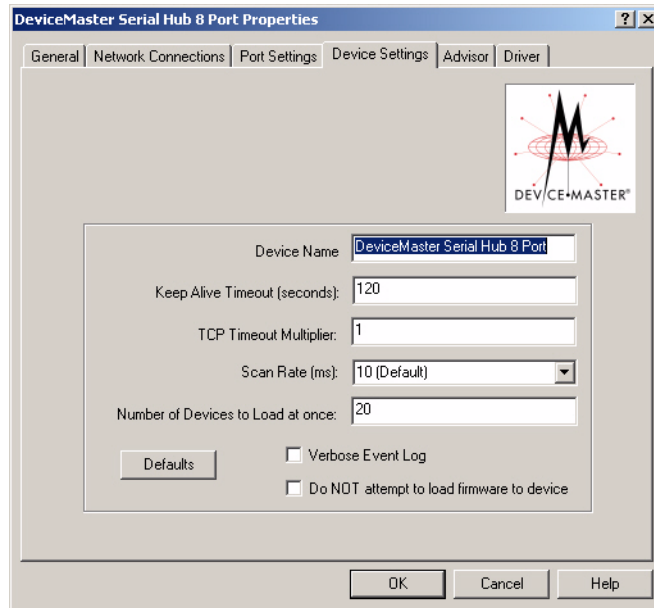 DeviceMaster Serial Hub 8 Port Properties
General Network Connections Port Settings Device Settings Advisor Driver
DEVICE•MASTER®
Device Name DeviceMaster Serial Hub 8 Port
Keep Alive Timeout (seconds): 120
TCP Timeout Multiplier: 1
Scan Rate (ms): 10 (Default)
Number of Devices to Load at once: 20
Defaults Verbose Event Log
Do NOT attempt to load firmware to device
OK Cancel Help